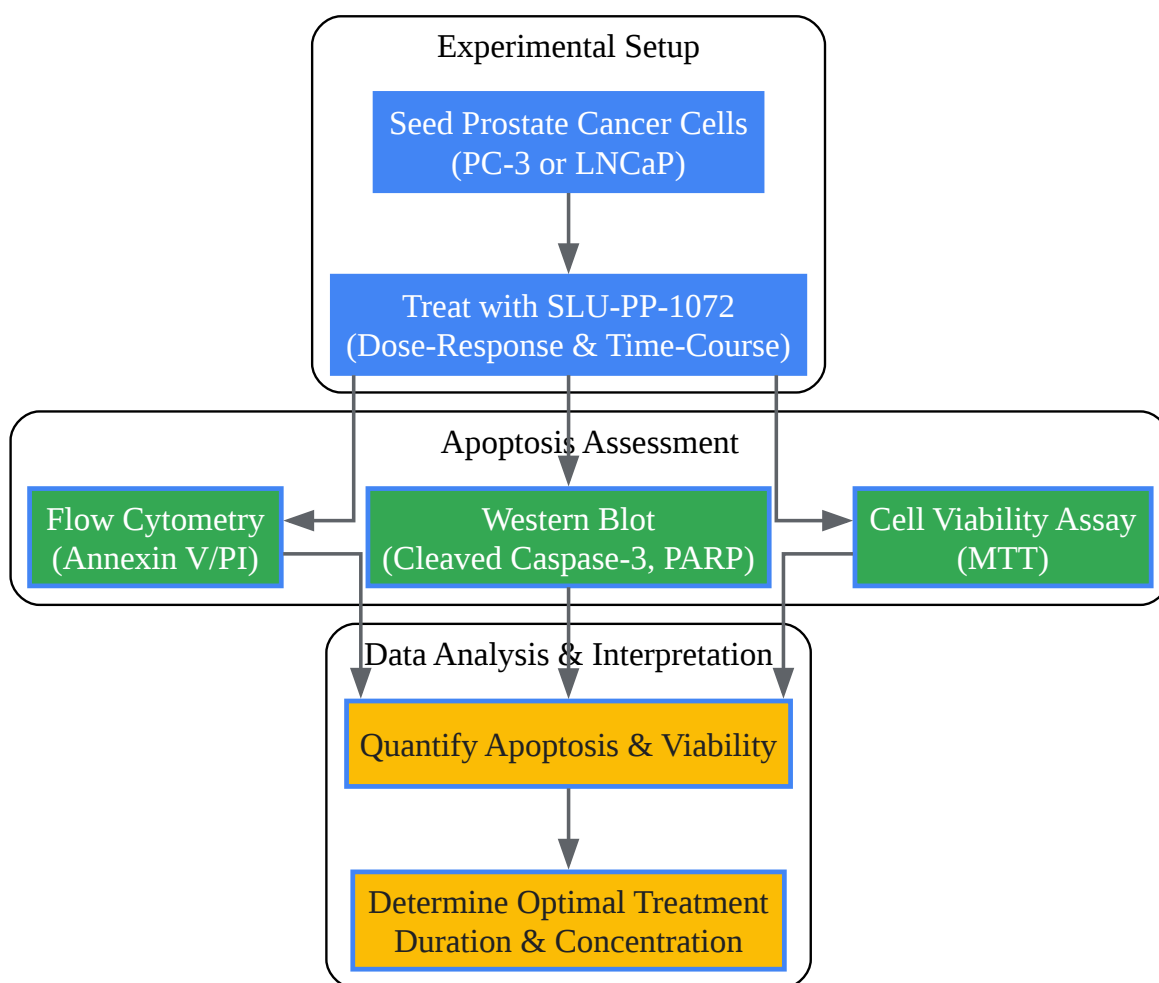 Experimental Setup
Seed Prostate Cancer Cells
(PC-3 or LNCaP)
Treat with SLU-PP-1072
(Dose-Response & Time-Course)
Apoptosis Assessment
Flow Cytometry
(Annexin V/PI)
Western Blot
(Cleaved Caspase-3, PARP)
Cell Viability Assay
(MTT)
Data Analysis & Interpretation
Quantify Apoptosis & Viability
Determine Optimal Treatment
Duration & Concentration